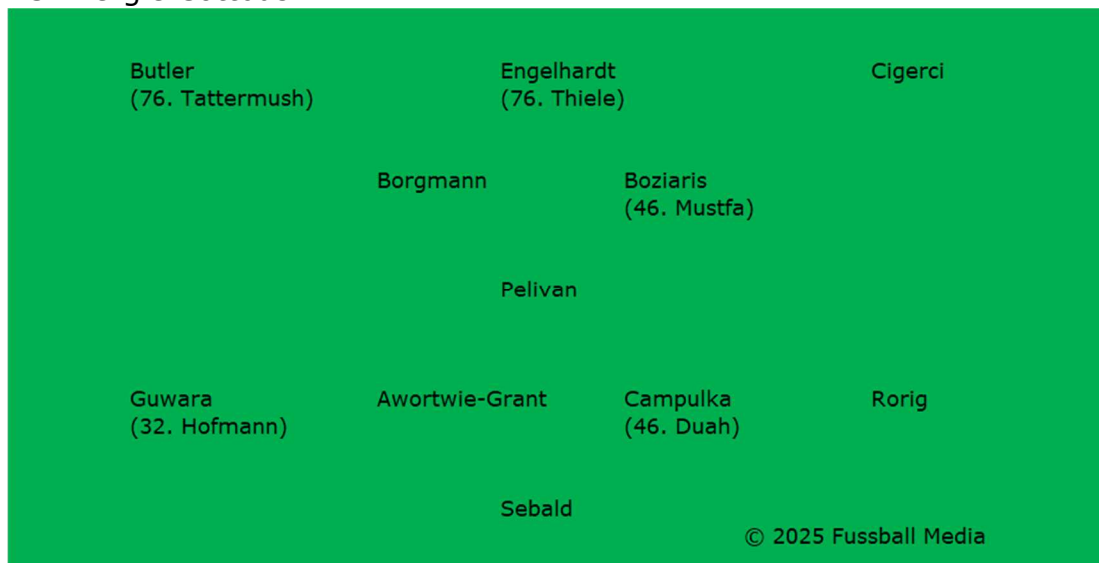 Butler Engelhardt Cigerci
(76. Tattermush) (76. Thiele)
Borgmann Boziaris
(46. Mustfa)
Pelivan
Guwara Awortwie-Grant Campulka Rorig
(32. Hofmann) (46. Duah)
Sebald
© 2025 Fussball Media